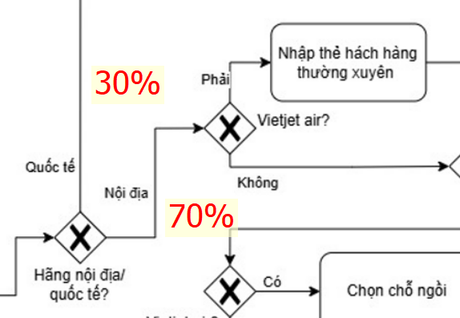 Nhập thẻ hách hàng
thường xuyên
30%
Phải
Vietjet air?
Quốc tế
Không
Nội địa
70%
Hãng nội địa/
quốc tế?
Có
Chọn chỗ ngồi